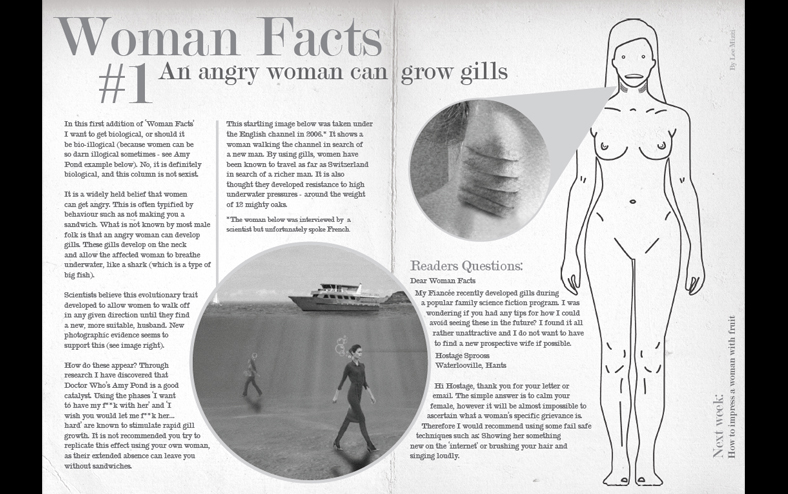 Woman Facts
#1 An angry woman can grow gills
By Lee Miatt
In this first addition of 'Woman Facts'
I want to get biological, or should it
be bio-illogical (because women can be
so darn illogical sometimes - see Amy
Pond example below). No, it is definitely
biological, and this column is not sexist.
It is a widely held belief that women
can get angry. This is often typified by
behaviour such as not making you a
sandwich. What is not known by most male
folk is that an angry woman can develop
gills. These gills develop on the neck
and allow the affected woman to breathe
underwater, like a shark (which is a type of
big fish).
Scientists believe this evolutionary trait
developed to allow women to walk off
in any given direction until they find
a new, more suitable, husband. New
photographic evidence seems to
support this (see image right).
How do these appear? Through
research I have discovered that
Doctor Who's Amy Pond is a good
catalyst. Using the phases 'I want
to have my f**k with her' and 'I
wish you would let me f**k her...
hard' are known to stimulate rapid gill
growth. It is not recommended you try to
replicate this effect using your own woman,
as their extended absence can leave you
without sandwiches.
This startling image below was taken under
the English channel in 2006.* It shows a
woman walking the channel in search of
a new man. By using gills, women have
been known to travel as far as Switzerland
in search of a richer man. It is also
thought they developed resistance to high
underwater pressures - around the weight
of 12 mighty oaks.
*The woman below was interviewed by a
scientist but unfortunately spoke French.
Readers Questions:
Dear Woman Facts
My Fiancée recently developed gills during
a popular family science fiction program. I was
wondering if you had any tips for how I could
avoid seeing these in the future? I found it all
rather unattractive and I do not want to have
to find a new prospective wife if possible.
Hostage Sprooss
Waterlooville, Hants
Hi Hostage, thank you for your letter or
email. The simple answer is to calm your
female, however it will be almost impossible to
ascertain what a woman's specific grievance is.
Therefore I would recommend using some fail safe
techniques such as: Showing her something
new on the 'internet' or brushing your hair and
singing loudly.
Next week:
How to impress a woman with fruit